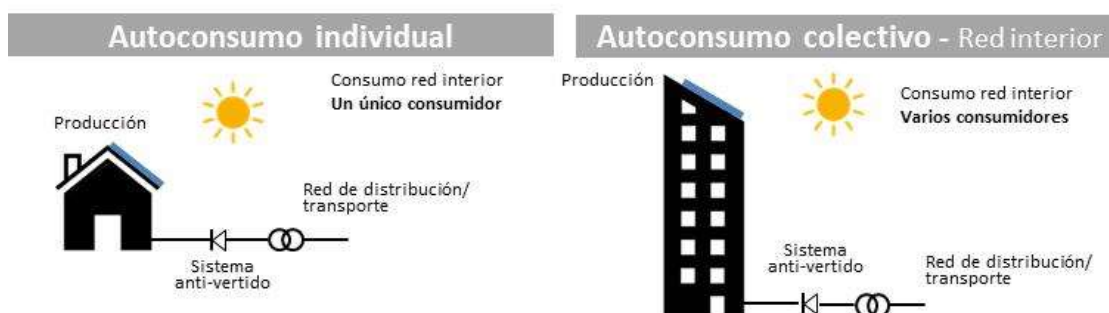 Autoconsumo individual
Consumo red interior
Un único consumidor
Producción
Red de distribución/
transporte
Sistema
anti-vertido
Autoconsumo colectivo - Red interior
Producción
Consumo red interior
Varios consumidores
Sistema
anti-vertido
Red de distribución/
transporte